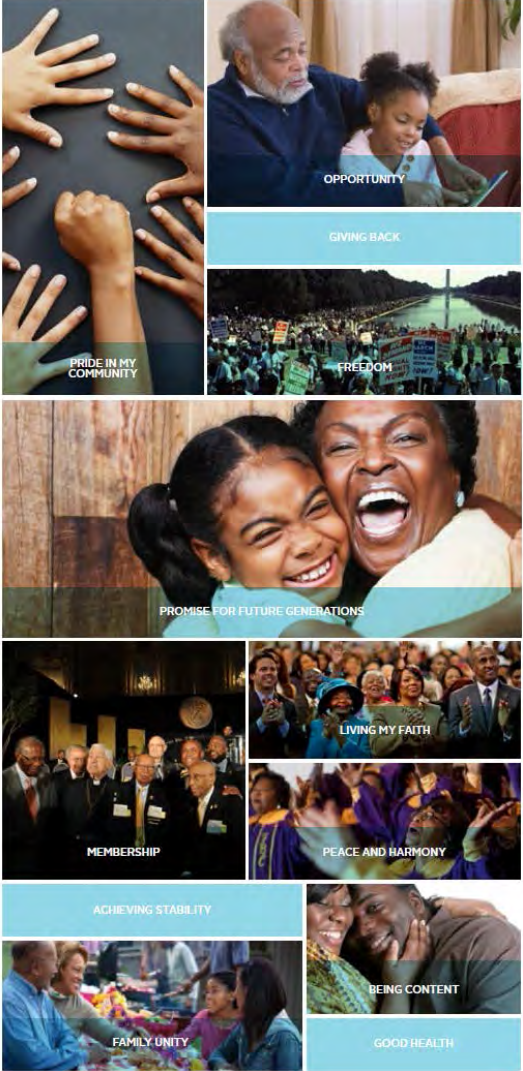 OPPORTUNITY
GIVING BACK
PRIDE IN MY
COMMUNITY
FREEDOM
PROMISE FOR FUTURE GENERATIONS
LIVING MY FAITH
MEMBERSHIP
PEACE AND HARMONY
ACHIEVING STABILITY
BEING CONTENT
FAMILY UNITY
GOOD HEALTH